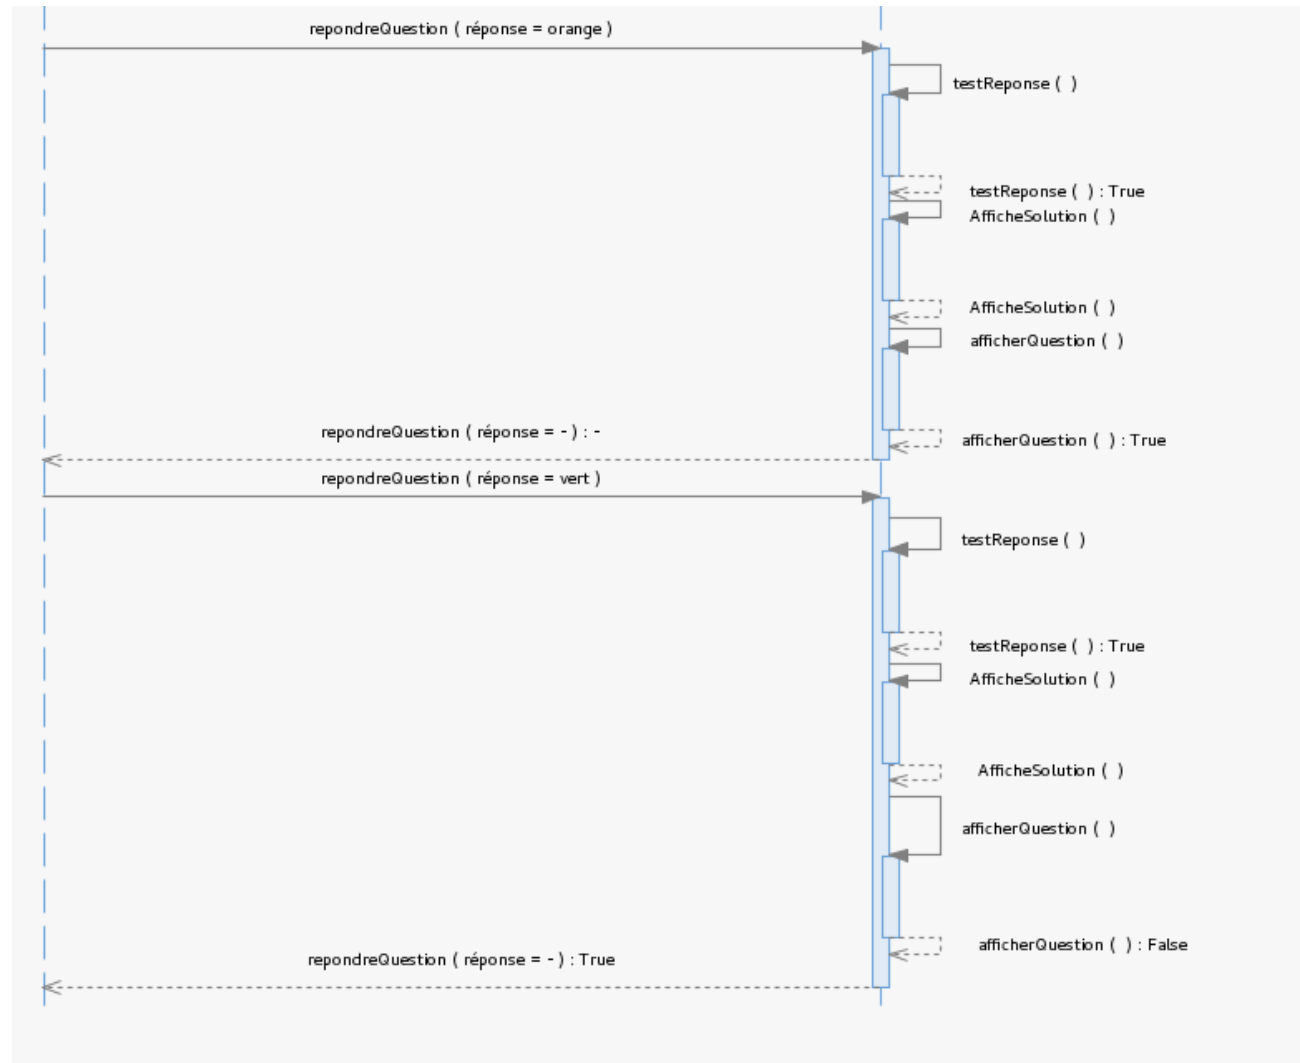 repondreQuestion ( réponse = orange )
testReponse ( )
testReponse ( ) : True
AfficheSolution ( )
AfficheSolution ( )
afficherQuestion ( )
repondreQuestion ( réponse = - ) : -
afficherQuestion ( ) : True
repondreQuestion ( réponse = vert )
testReponse ( )
testReponse ( ) : True
AfficheSolution ( )
AfficheSolution ( )
afficherQuestion ( )
afficherQuestion ( ) : False
repondreQuestion ( réponse = - ) : True